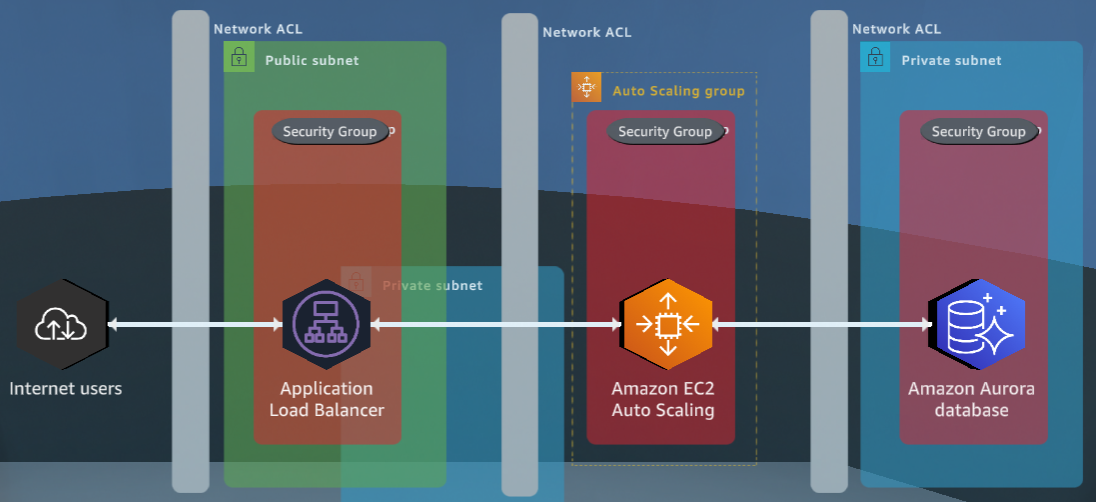 Network ACL
Network ACL
Network ACL
Public subnet
Private subnet
Auto Scaling group
Security Group
Security Group
Security Group
Private subnet
Internet users
Application
Load Balancer
Amazon EC2
Auto Scaling
Amazon Aurora
database